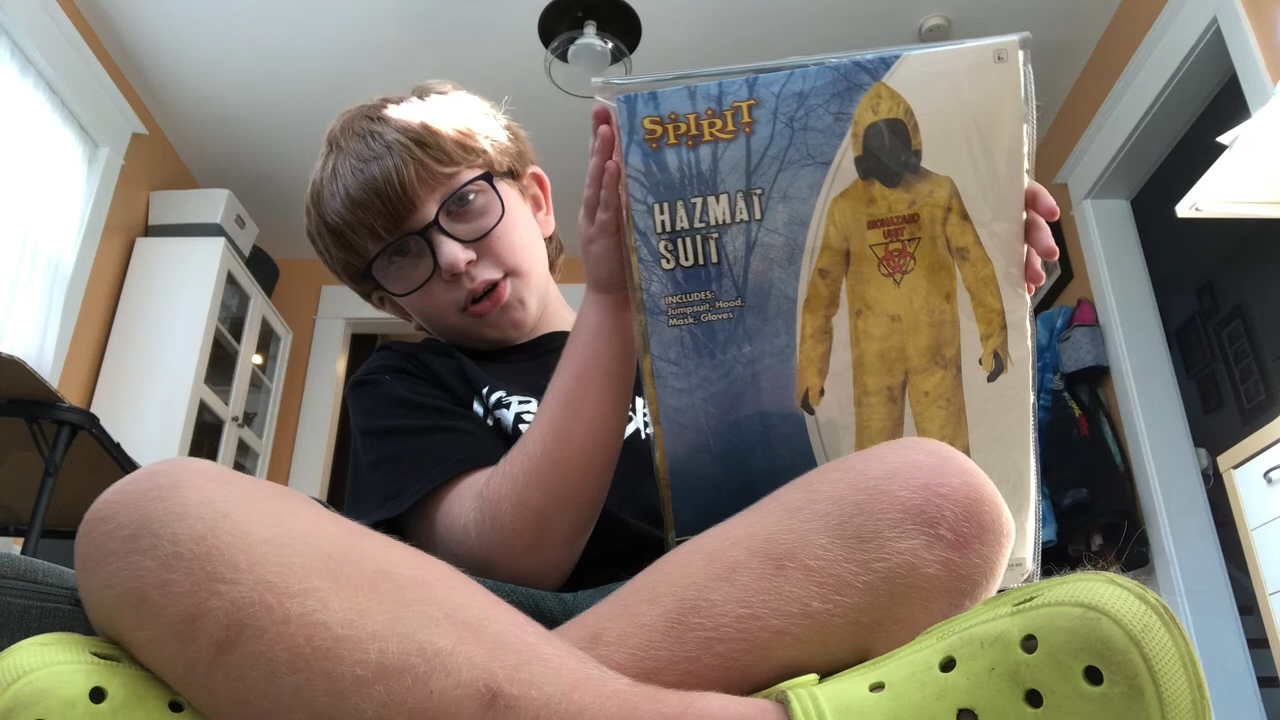 SPIRIT
HAZMAT
SUIT
INCLUDES:
Jumpsuit, Hood,
Mask, Gloves
BIOHAZARD
UNIT